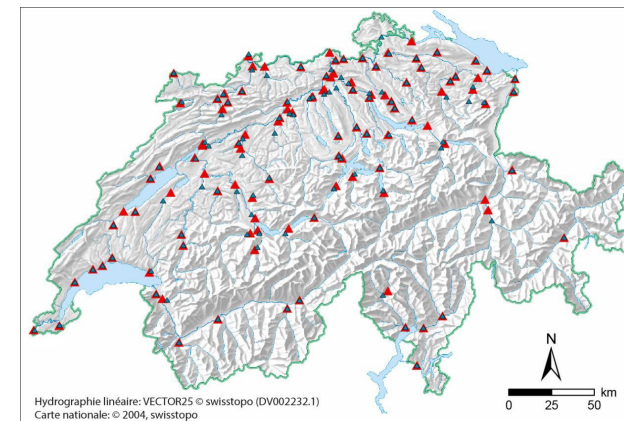 N
km
0 25 50
Hydrographie linéaire: VECTOR25 © swisstopo (DV002232.1)
Carte nationale: © 2004, swisstopo